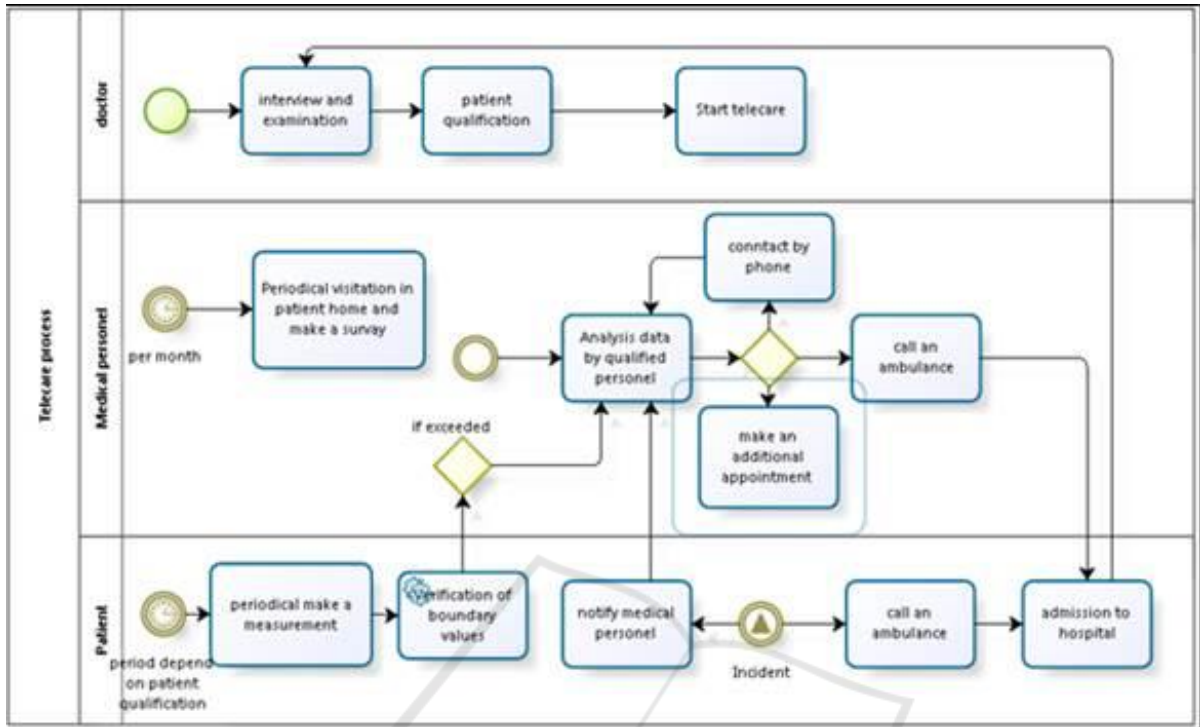 Telecare process
doctor
interview and
examination
patient
qualification
Start telecare
Medical personel
per month
Periodical visitation in
patient home and
make a survay
Analysis data
by qualified
personel
conntact by
phone
call an
ambulance
make an
additional
appointment
if exceeded
Patient
period depend
on patient
qualification
periodical make a
measurement
Verification of
boundary
values
notify medical
personel
Incident
call an
ambulance
admission to
hospital